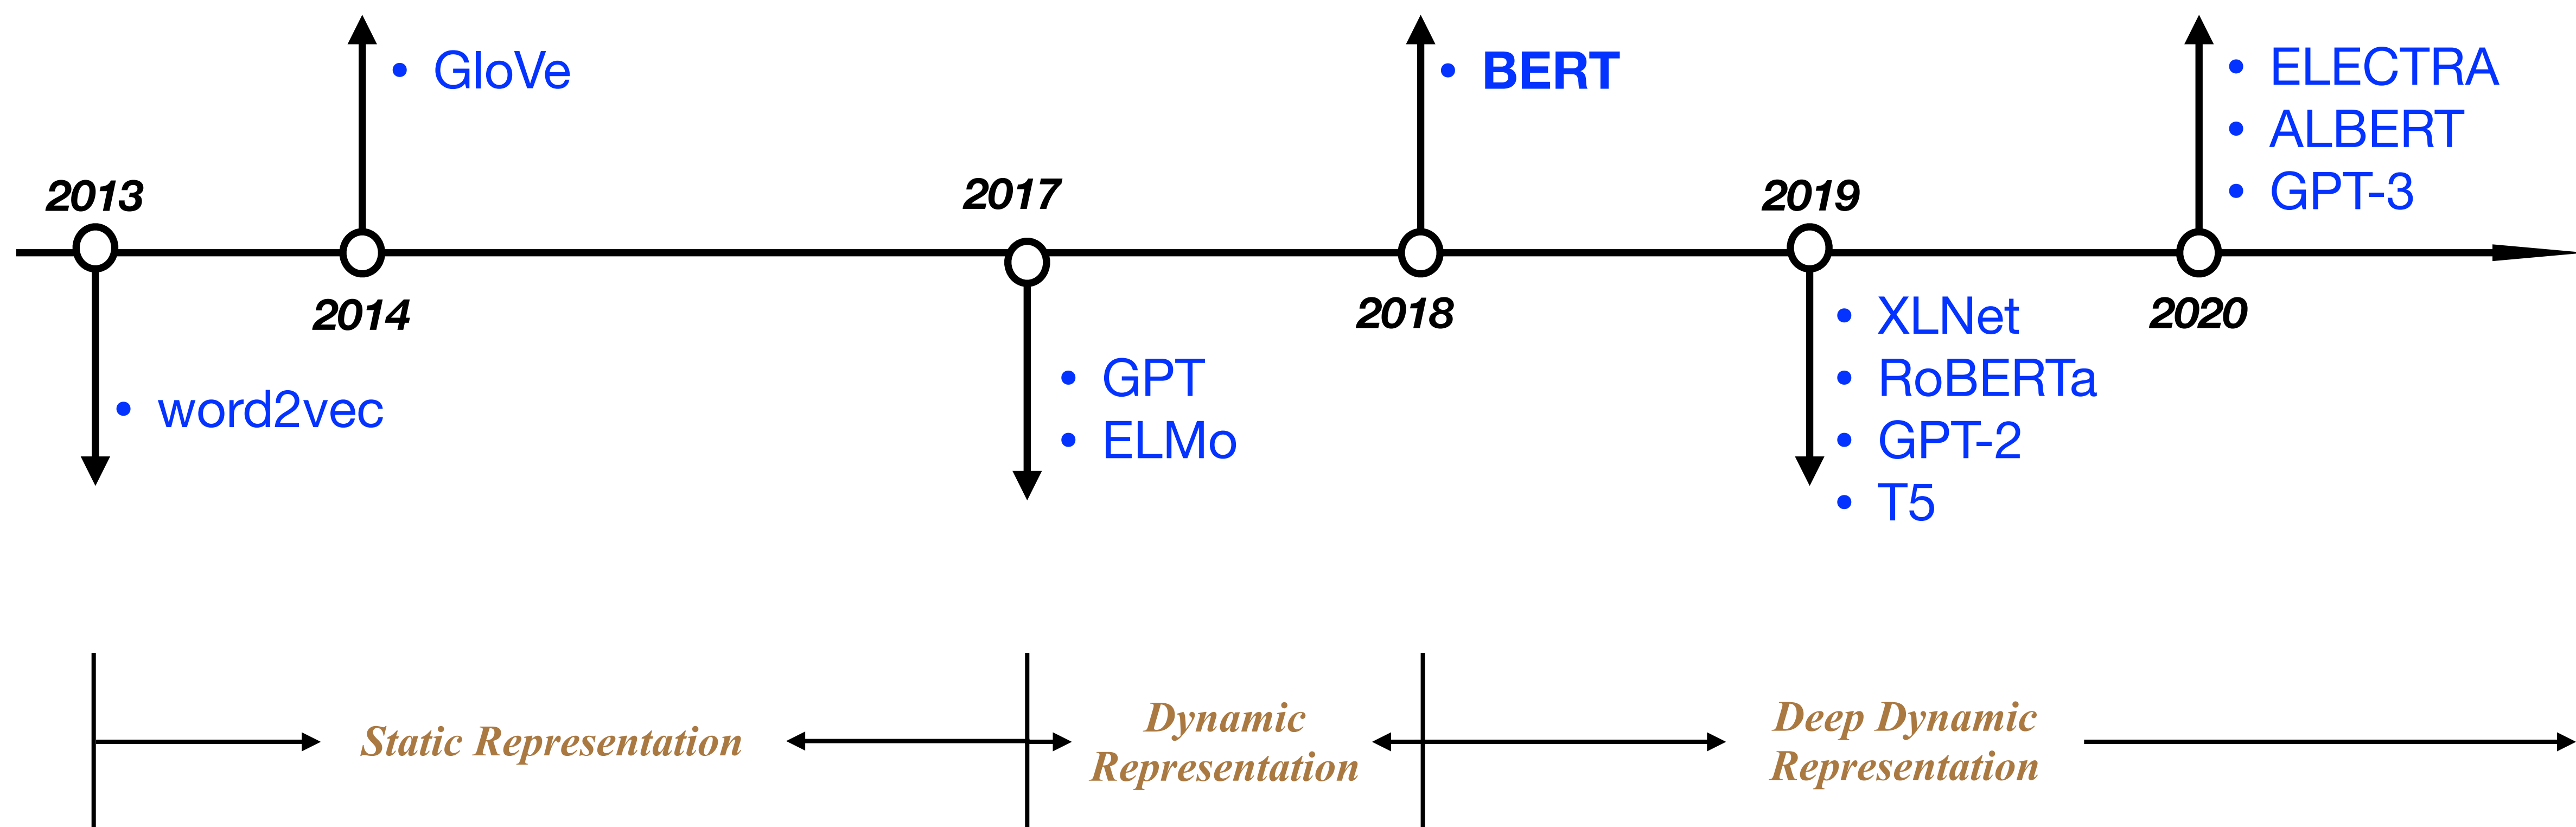 2013
• word2vec
• GloVe
2014
2017
• GPT
• ELMo
• BERT
2018
2019
• XLNet
• RoBERTa
• GPT-2
• T5
• ELECTRA
• ALBERT
• GPT-3
2020
Static Representation
Dynamic
Representation
Deep Dynamic
Representation